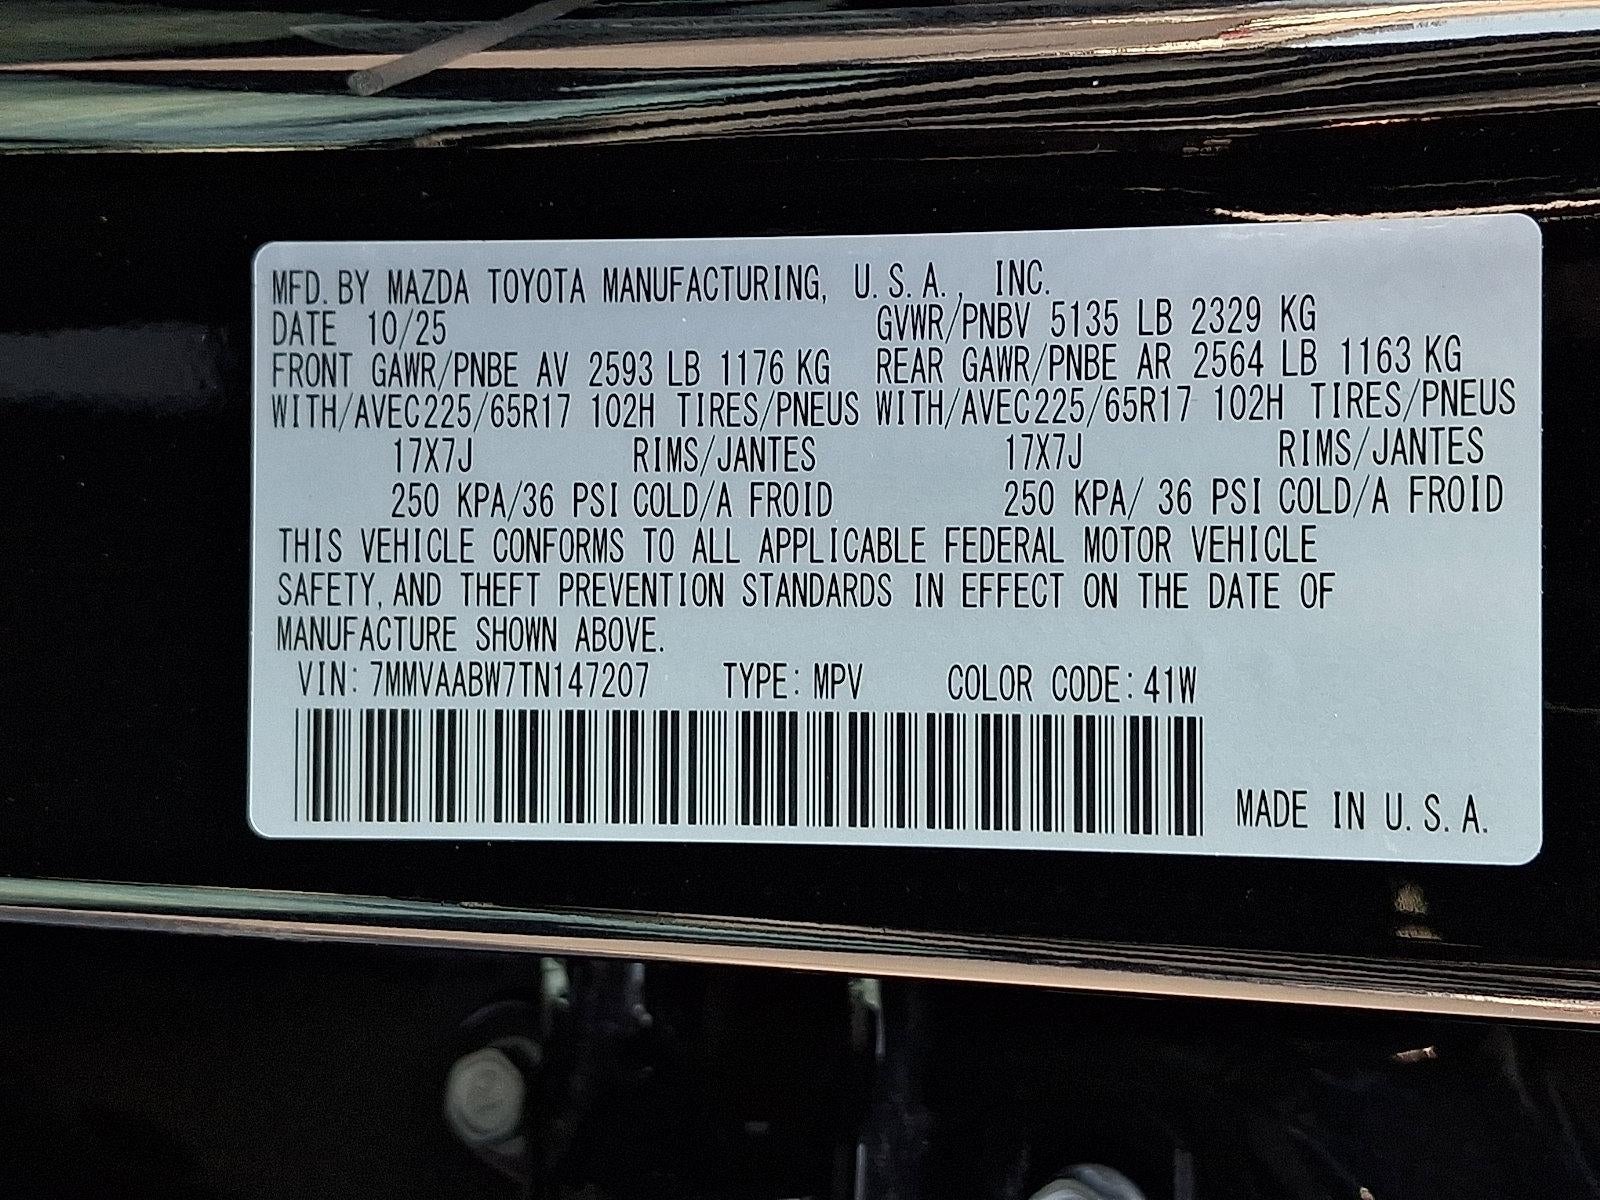 MFD. BY MAZDA TOYOTA MANUFACTURING, U.S.A., INC.
DATE 10/25 GVWR/PNBV 5135 LB 2329 KG
FRONT GAWR/PNBE AV 2593 LB 1176 KG REAR GAWR/PNBE AR 2564 LB 1163 KG
WITH/AVEC225/65R17 102H TIRES/PNEUS WITH/AVEC225/65R17 102H TIRES/PNEUS
17X7J RIMS/JANTES 17X7J RIMS/JANTES
250 KPA/36 PSI COLD/A FROID 250 KPA/ 36 PSI COLD/A FROID
THIS VEHICLE CONFORMS TO ALL APPLICABLE FEDERAL MOTOR VEHICLE
SAFETY, AND THEFT PREVENTION STANDARDS IN EFFECT ON THE DATE OF
MANUFACTURE SHOWN ABOVE.
VIN: 7MMVAABW7TN147207 TYPE: MPV COLOR CODE: 41W
MADE IN U.S.A.